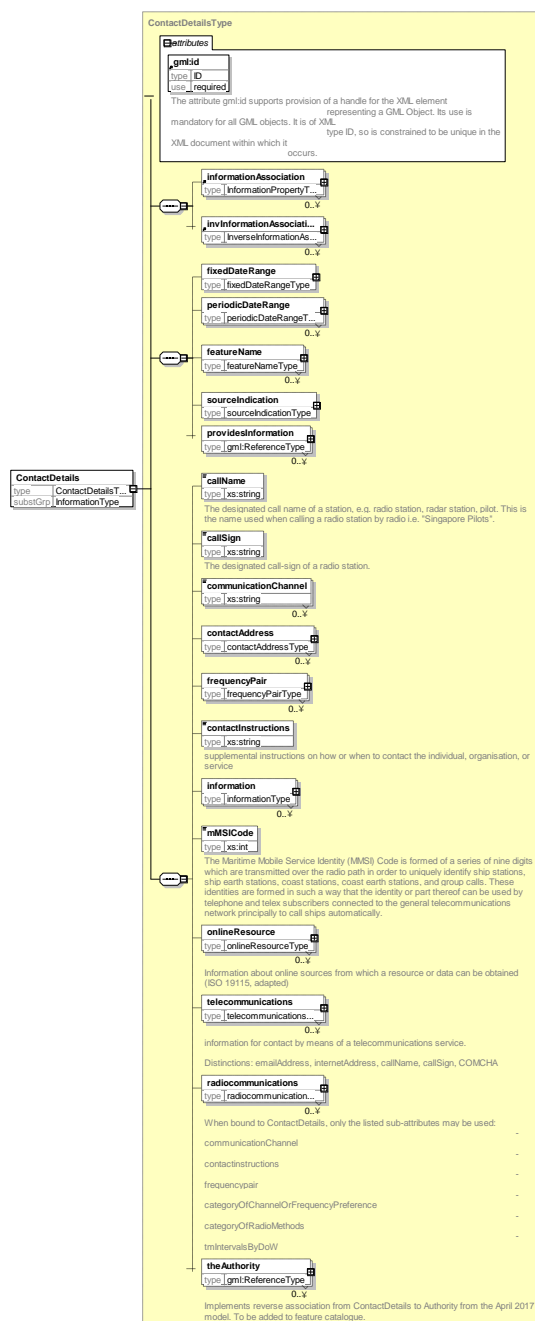 ContactDetailsType
attributes
gml:id
type ID
use required
The attribute gml:id supports provision of a handle for the XML element
representing a GML Object. Its use is
mandatory for all GML objects. It is of XML
type ID, so is constrained to be unique in the
XML document within which it
occurs.
informationAssociation
type InformationPropertyT...
0..¥
invInformationAssociati...
type InverseInformationAs...
0..¥
fixedDateRange
type fixedDateRangeType
periodicDateRange
type periodicDateRangeT...
0..¥
featureName
type featureNameType
0..¥
sourceIndication
type sourceIndicationType
providesInformation
type gml:ReferenceType
0..¥
ContactDetails
type ContactDetailsT...
substGrp InformationType
callName
type xs:string
The designated call name of a station, e.g. radio station, radar station, pilot. This is
the name used when calling a radio station by radio i.e. "Singapore Pilots".
callSign
type xs:string
The designated call-sign of a radio station.
communicationChannel
type xs:string
0..¥
contactAddress
type contactAddressType
0..¥
frequencyPair
type frequencyPairType
0..¥
contactInstructions
type xs:string
supplemental instructions on how or when to contact the individual, organisation, or
service
information
type informationType
0..¥
mMSICode
type xs:int
The Maritime Mobile Service Identity (MMSI) Code is formed of a series of nine digits
which are transmitted over the radio path in order to uniquely identify ship stations,
ship earth stations, coast stations, coast earth stations, and group calls. These
identities are formed in such a way that the identity or part thereof can be used by
telephone and telex subscribers connected to the general telecommunications
network principally to call ships automatically.
onlineResource
type onlineResourceType
0..¥
Information about online sources from which a resource or data can be obtained
(ISO 19115, adapted)
telecommunications
type telecommunications...
0..¥
information for contact by means of a telecommunications service.
Distinctions: emailAddress, internetAddress, callName, callSign, COMCHA
radiocommunications
type radiocommunication...
0..¥
When bound to ContactDetails, only the listed sub-attributes may be used:
-
communicationChannel
-
contactinstructions
-
frequencypair
-
categoryOfChannelOrFrequencyPreference
-
categoryOfRadioMethods
-
tmIntervalsByDoW
theAuthority
type gml:ReferenceType
0..¥
Implements reverse association from ContactDetails to Authority from the April 2017
model. To be added to feature catalogue.